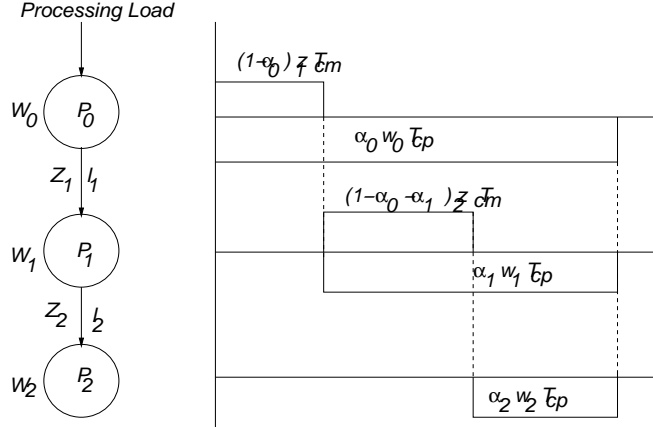 Processing Load
(1-α0) z1 Tcm
W0 P0
α0 w0 Tcp
Z1 l1
(1-α0 -α1 ) z2 Tcm
W1 P1
α1 w1 Tcp
Z2 l2
W2 P2
α2 w2 Tcp